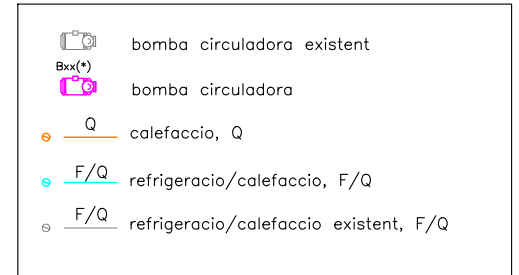 bomba circuladora existent
Bxx(*)
bomba circuladora
Q calefaccio, Q
F/Q refrigeracio/calefaccio, F/Q
F/Q refrigeracio/calefaccio existent, F/Q